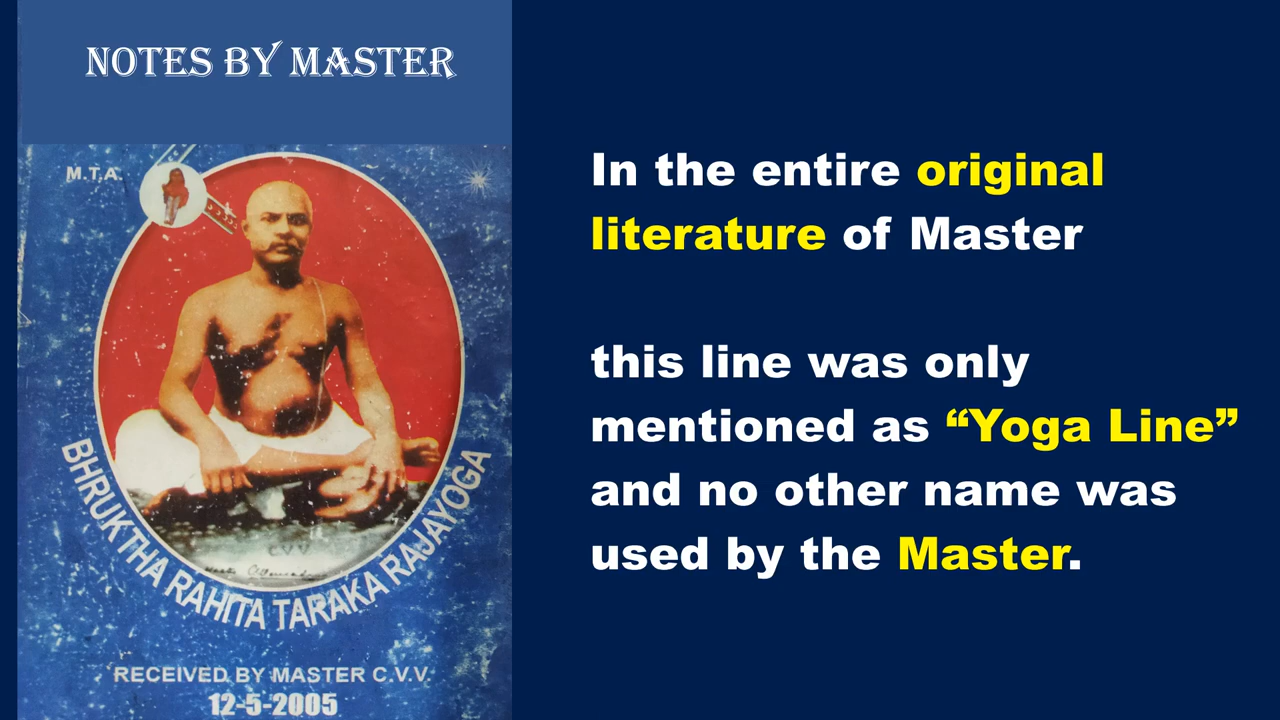 NOTES BY MASTER
M.T.A.
C V V
BHRUKTHA RAHITA TARAKA RAJAYOGA
RECEIVED BY MASTER C.V.V.
12-5-2005
In the entire original
literature of Master
this line was only
mentioned as “Yoga Line”
and no other name was
used by the Master.